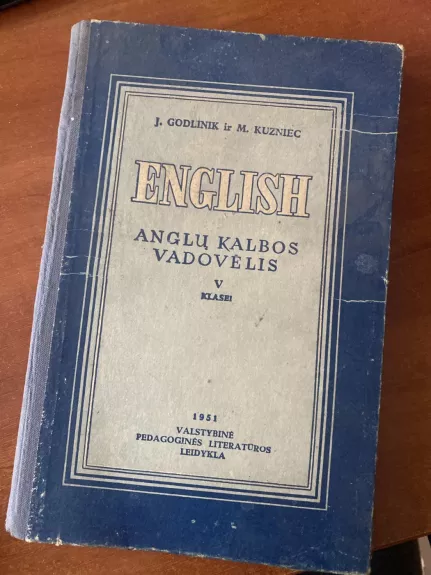 J. GODLINIK ir M. KUZNIEC
ENGLISH
ANGLŲ KALBOS
VADOVĖLIS
V
KLASEI
1951
VALSTYBINĖ
PEDAGOGINĖS LITERATŪROS
LEIDYKLA